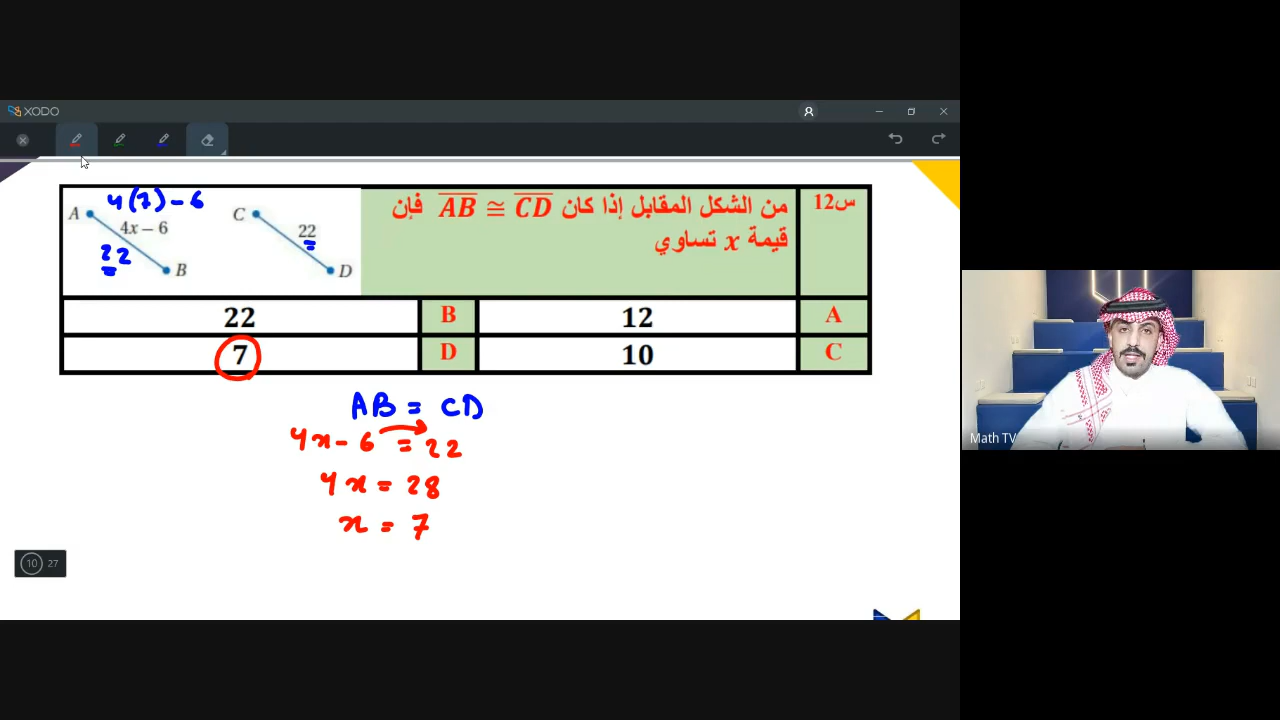 XODO
س12
من الشكل المقابل إذا كان AB ≅ CD فإن
قيمة x تساوي
4(7) - 6
A
4x – 6
22
B
C
22
D
A 12 B 22
C 10 D 7
AB = CD
4x - 6 = 22
4x = 28
x = 7
Math TV
10 27